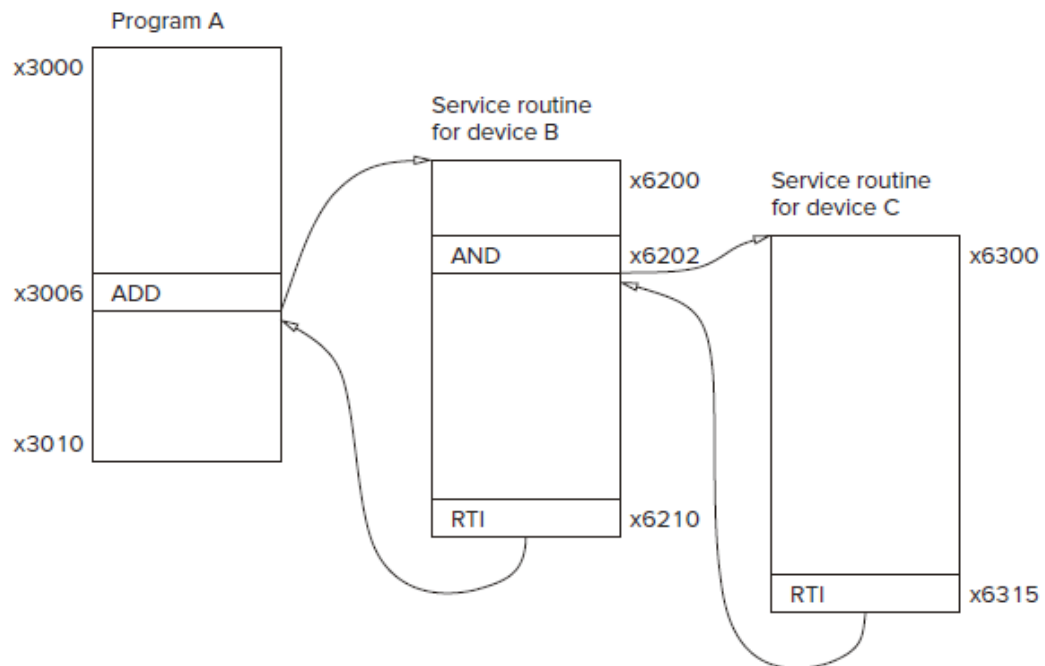 Program A
x3000
x3006
ADD
x3010
Service routine
for device B
x6200
AND
x6202
RTI
x6210
Service routine
for device C
x6300
RTI
x6315